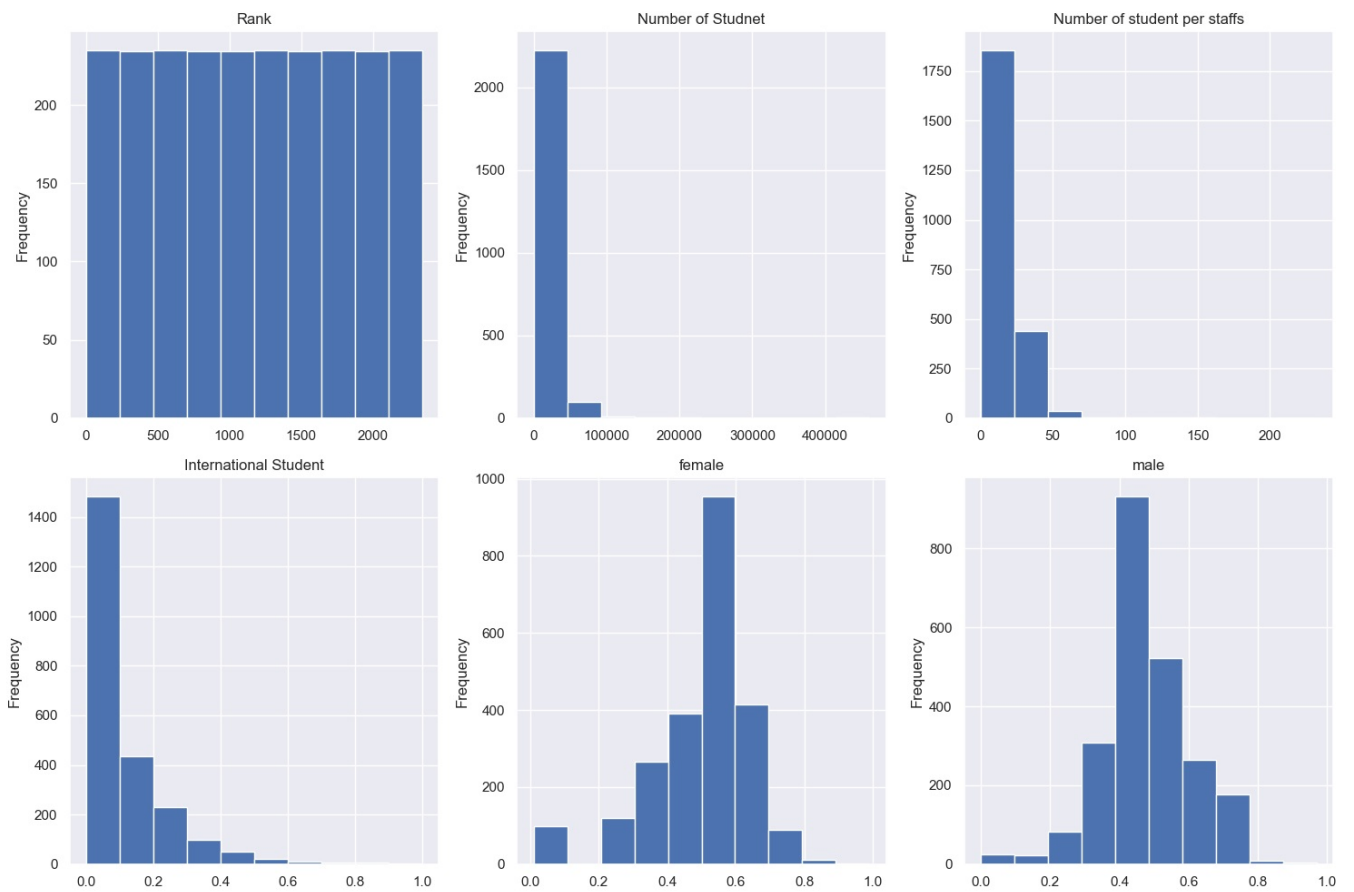 Rank
Number of Studnet
Number of student per staffs
Frequency
200
150
100
50
0
0 500 1000 1500 2000
Frequency
2000
1500
1000
500
0
0 100000 200000 300000 400000
Frequency
1750
1500
1250
1000
750
500
250
0
0 50 100 150 200
International Student
female
male
Frequency
1400
1200
1000
800
600
400
200
0
0.0 0.2 0.4 0.6 0.8 1.0
Frequency
1000
800
600
400
200
0
0.0 0.2 0.4 0.6 0.8 1.0
Frequency
800
600
400
200
0
0.0 0.2 0.4 0.6 0.8 1.0